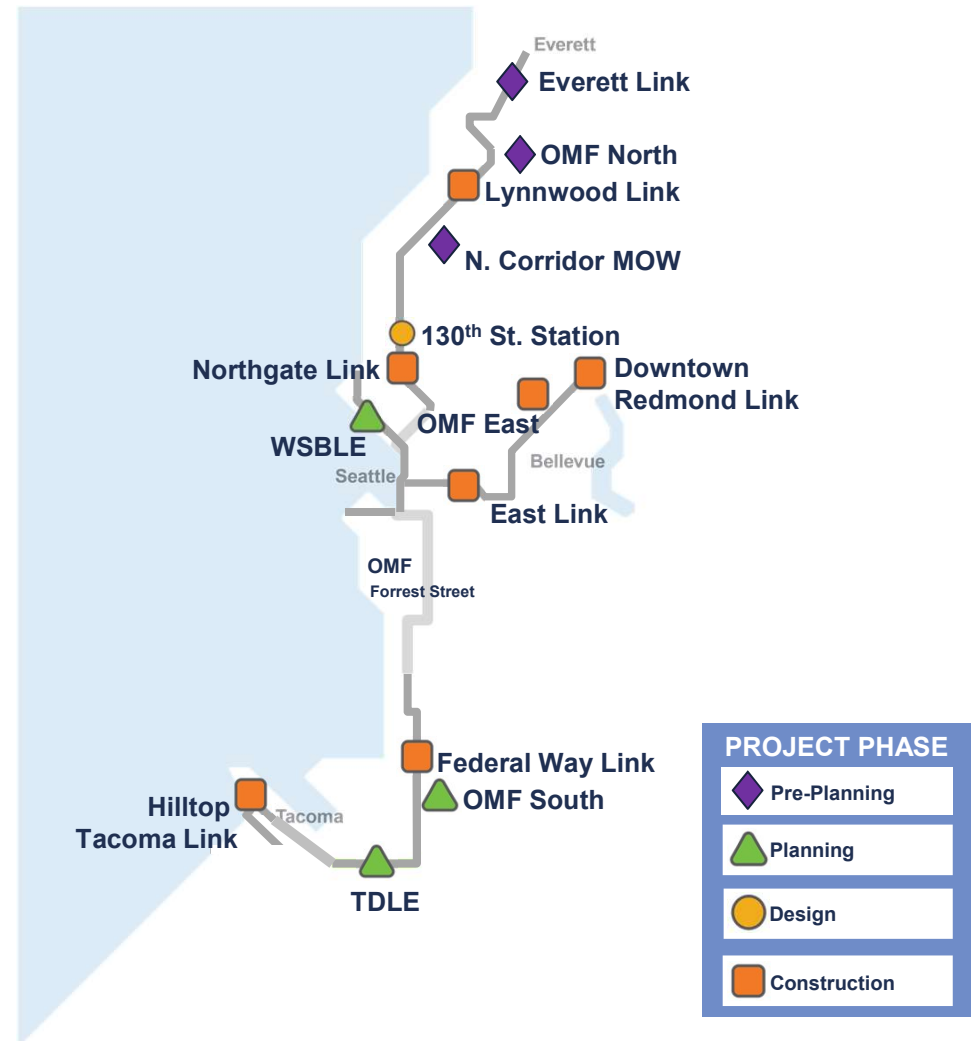 Everett
Everett Link
OMF North
Lynnwood Link
N. Corridor MOW
130th St. Station
Northgate Link
Downtown
Redmond Link
OMF East
WSBLE
Bellevue
Seattle
East Link
OMF
Forrest Street
Federal Way Link
OMF South
Hilltop
Tacoma Link
Tacoma
TDLE
PROJECT PHASE
Pre-Planning
Planning
Design
Construction